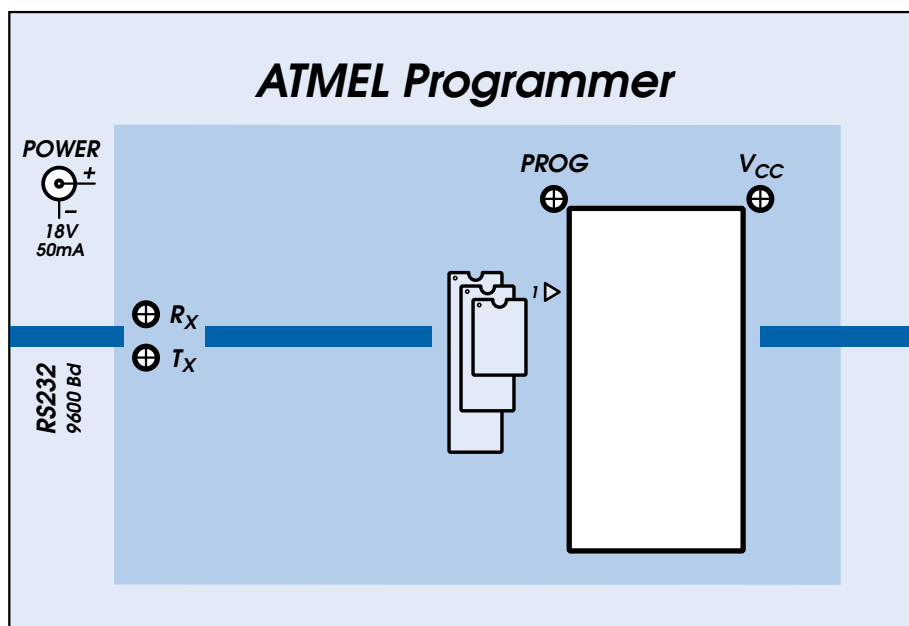 ATMEL Programmer
POWER
+
–
18V
50mA
PROG
VCC
1
RX
TX
RS232
9600 Bd